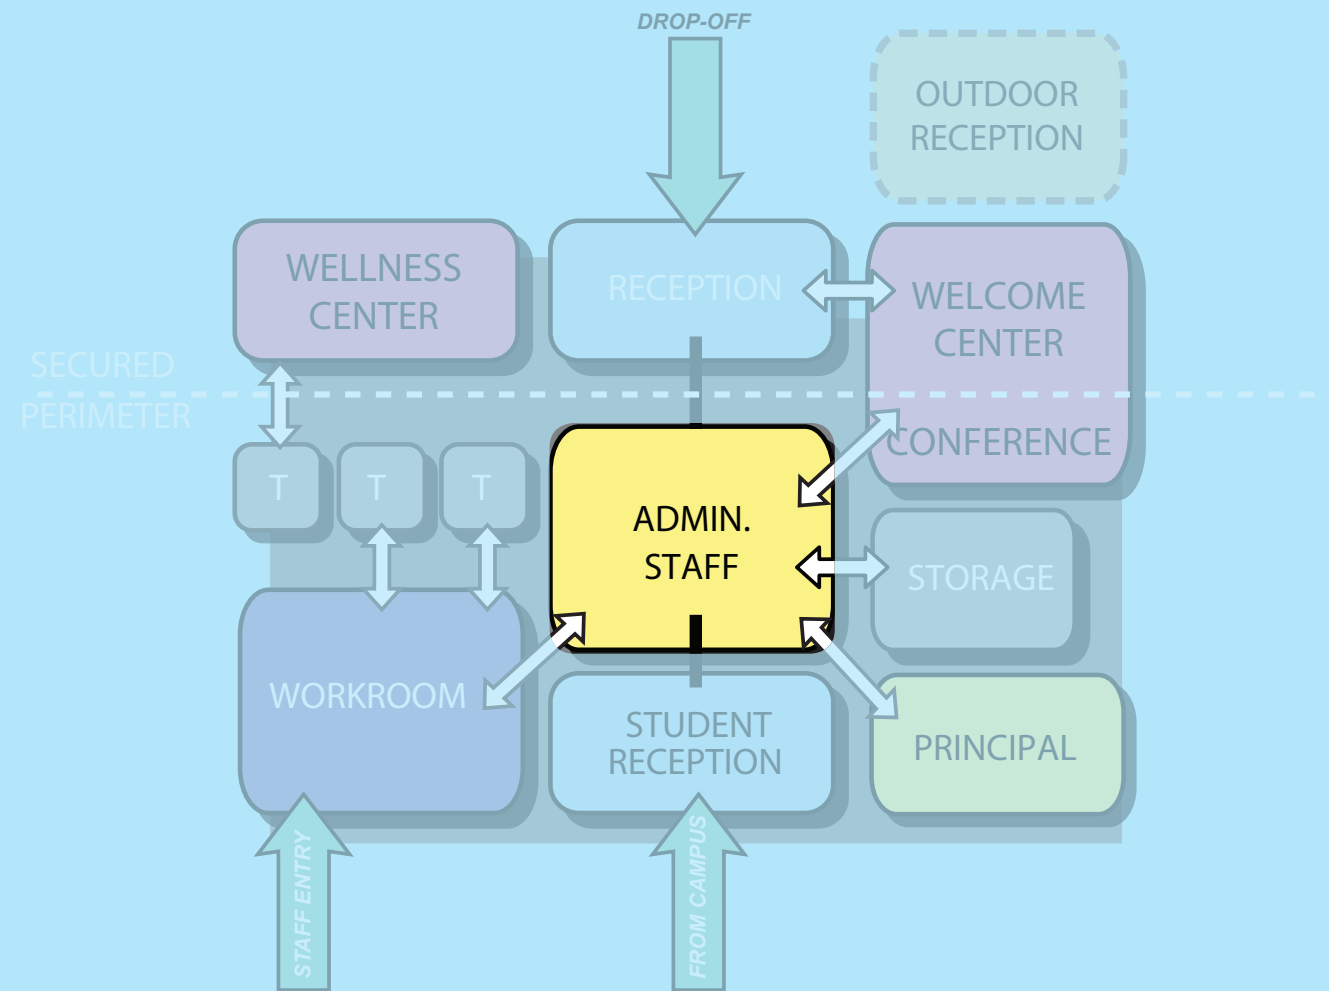 DROP-OFF
OUTDOOR
RECEPTION
WELLNESS
CENTER
RECEPTION
WELCOME
CENTER
SECURED
PERIMETER
CONFERENCE
T
T
T
ADMIN.
STAFF
STORAGE
WORKROOM
STUDENT
RECEPTION
PRINCIPAL
STAFF ENTRY
FROM CAMPUS